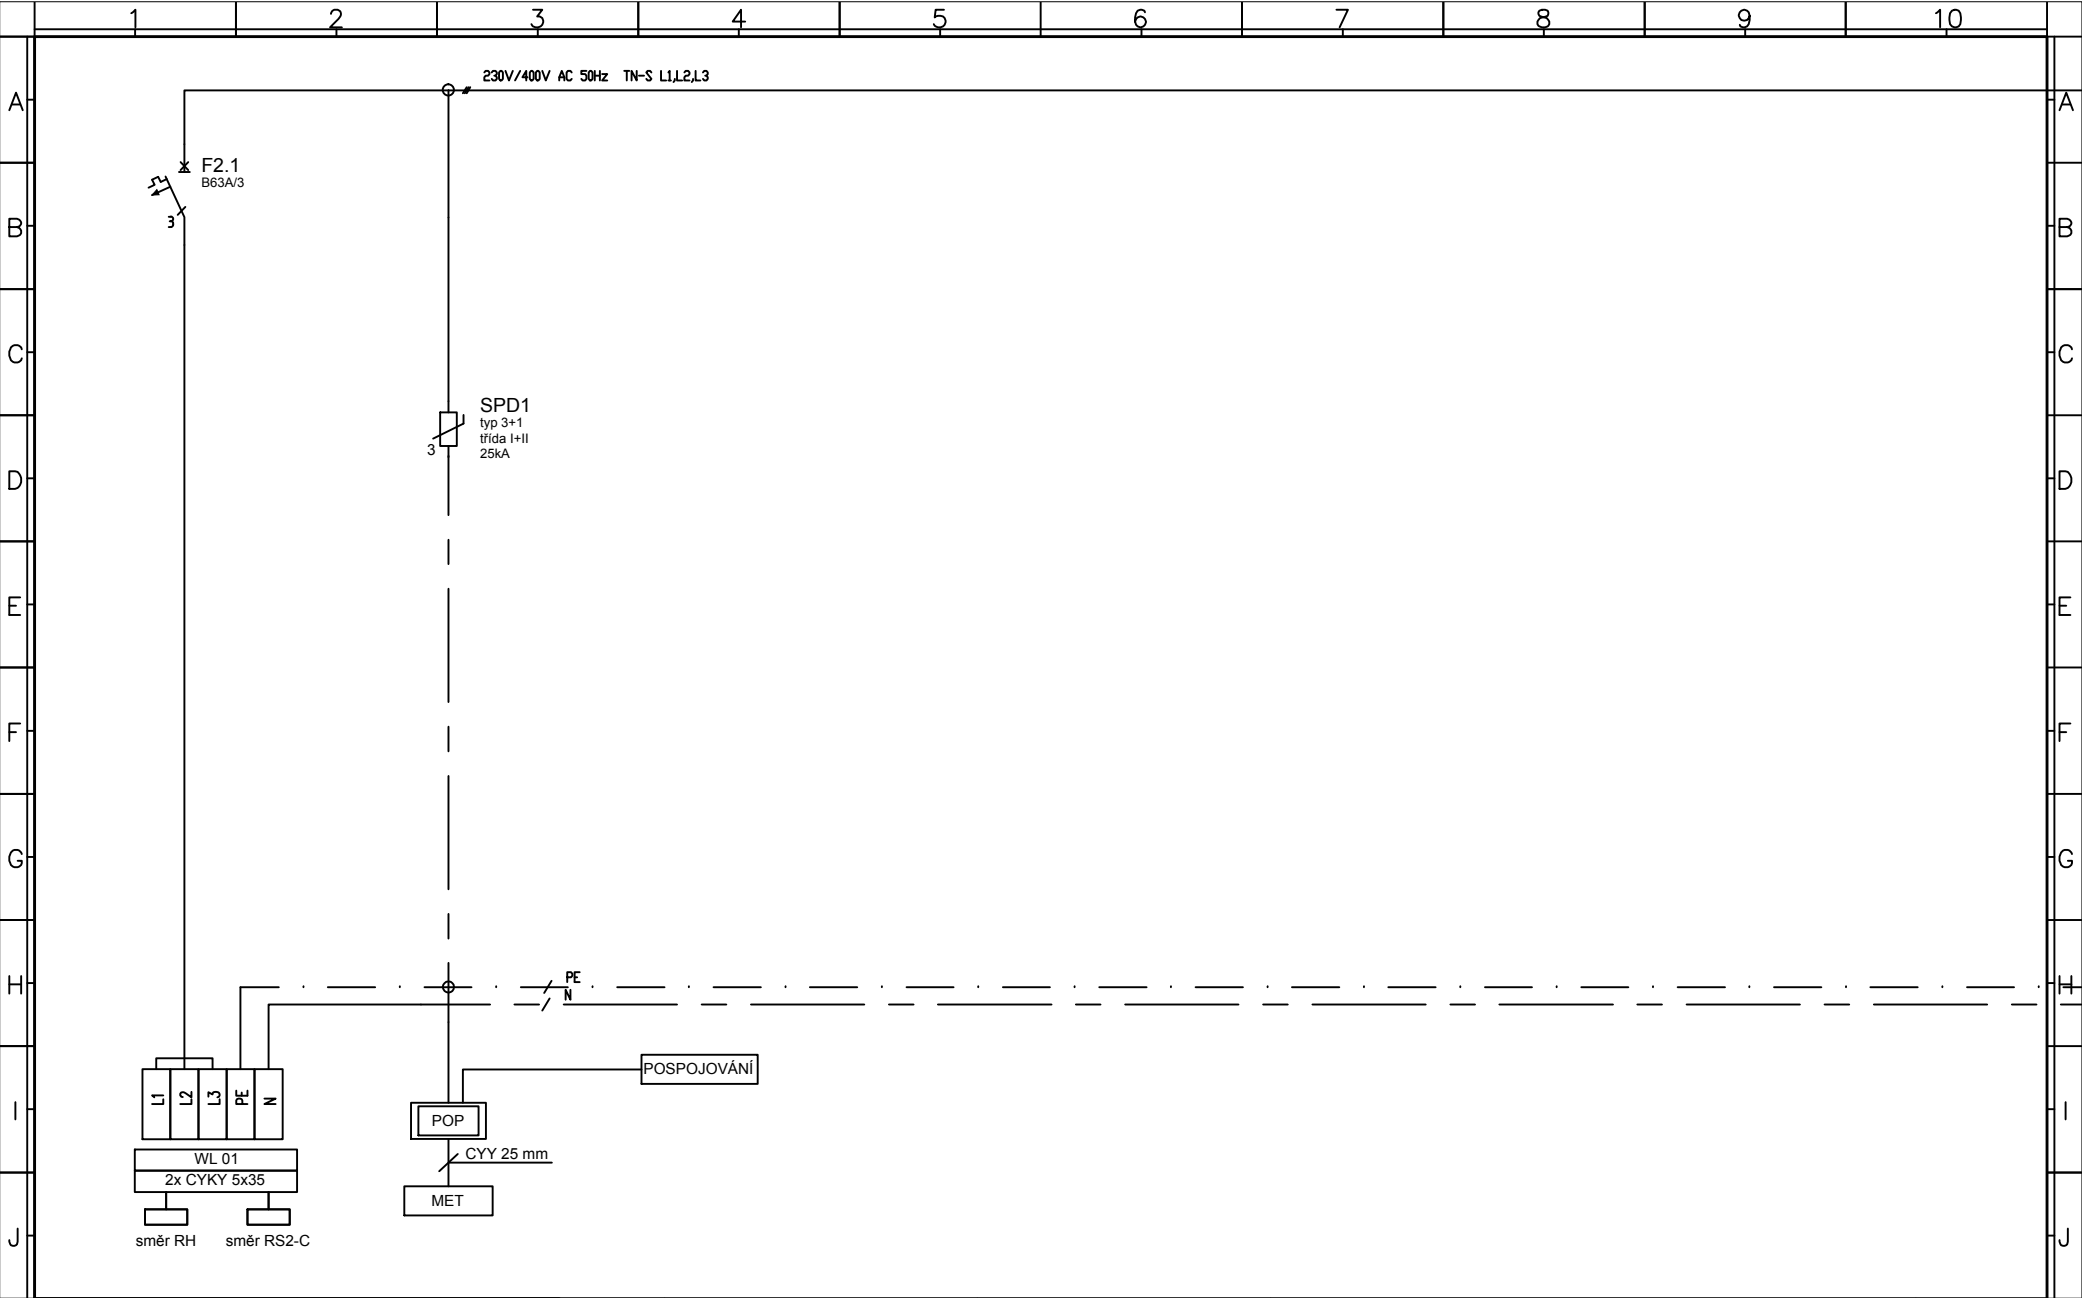 1 2 3 4 5 6 7 8 9 10
230V/400V AC 50Hz TN-S L1,L2,L3
A A
F2.1
B63A/3
3
B B
C C
SPD1
typ 3+1
třída I+II
25kA
3
D D
E E
F F
G G
PE
N
H H
POSPOJOVÁNÍ
L1 L2 L3 PE N
POP
I I
CYY 25 mm
WL 01
2x CYKY 5x35
MET
směr RH směr RS2-C
J J